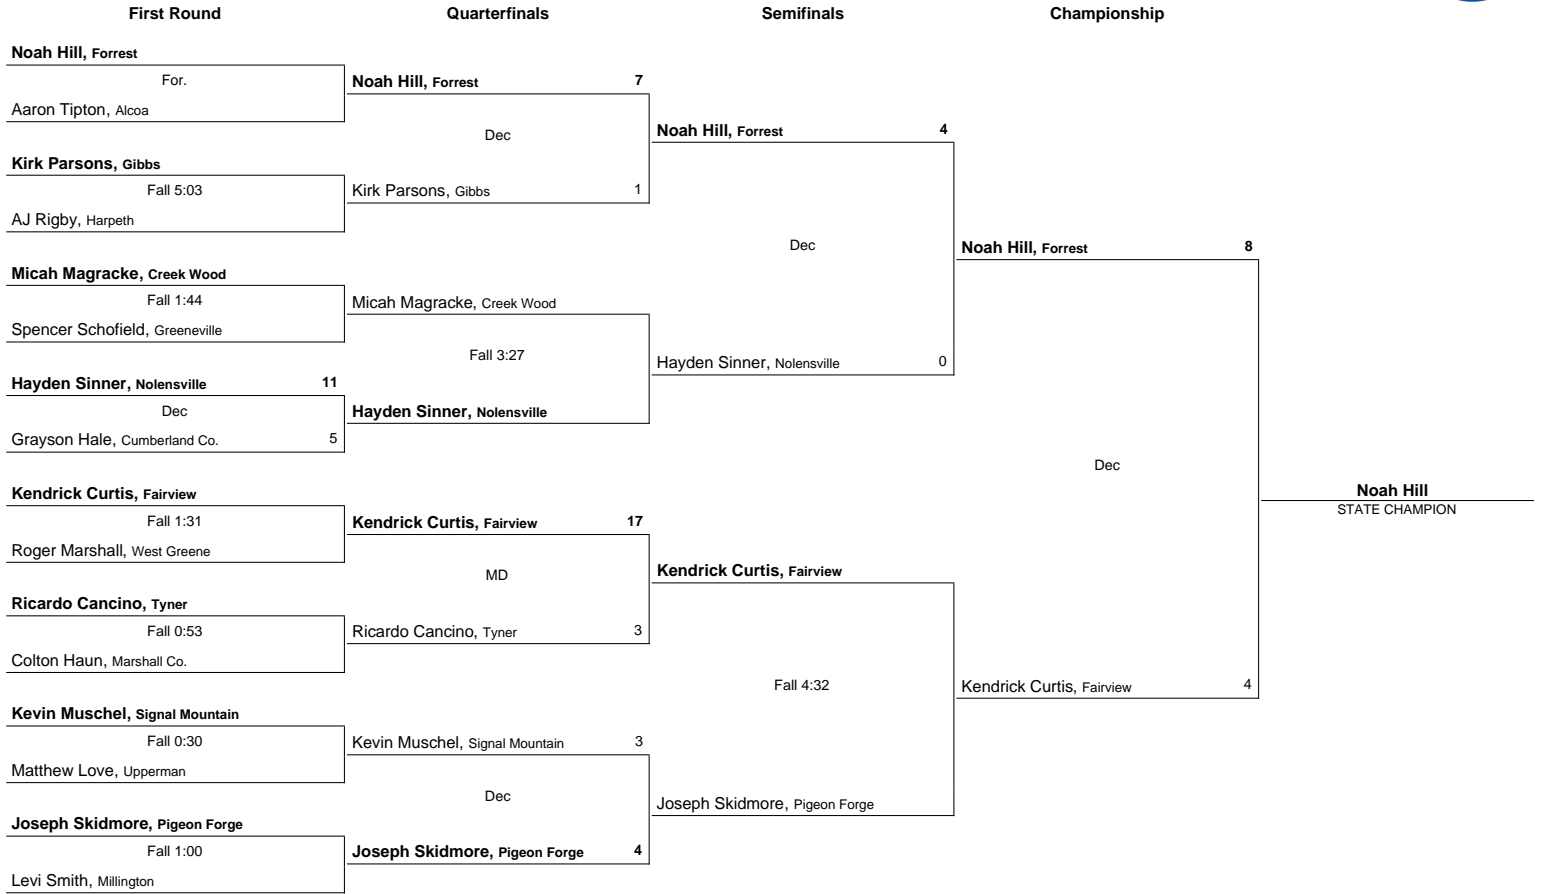 First Round
Quarterfinals
Semifinals
Championship
Noah Hill, Forrest
For.
Aaron Tipton, Alcoa
Kirk Parsons, Gibbs
Fall 5:03
AJ Rigby, Harpeth
Micah Magracke, Creek Wood
Fall 1:44
Spencer Schofield, Greeneville
Hayden Sinner, Nolensville 11
Dec
Grayson Hale, Cumberland Co. 5
Kendrick Curtis, Fairview
Fall 1:31
Roger Marshall, West Greene
Ricardo Cancino, Tyner
Fall 0:53
Colton Haun, Marshall Co.
Kevin Muschel, Signal Mountain
Fall 0:30
Matthew Love, Upperman
Joseph Skidmore, Pigeon Forge
Fall 1:00
Levi Smith, Millington
Noah Hill, Forrest 7
Dec
Kirk Parsons, Gibbs 1
Micah Magracke, Creek Wood
Fall 3:27
Hayden Sinner, Nolensville
Kendrick Curtis, Fairview 17
MD
Ricardo Cancino, Tyner 3
Kevin Muschel, Signal Mountain 3
Dec
Joseph Skidmore, Pigeon Forge 4
Noah Hill, Forrest 4
Dec
Hayden Sinner, Nolensville 0
Kendrick Curtis, Fairview
Fall 4:32
Joseph Skidmore, Pigeon Forge
Noah Hill, Forrest 8
Dec
Kendrick Curtis, Fairview 4
Noah Hill
STATE CHAMPION